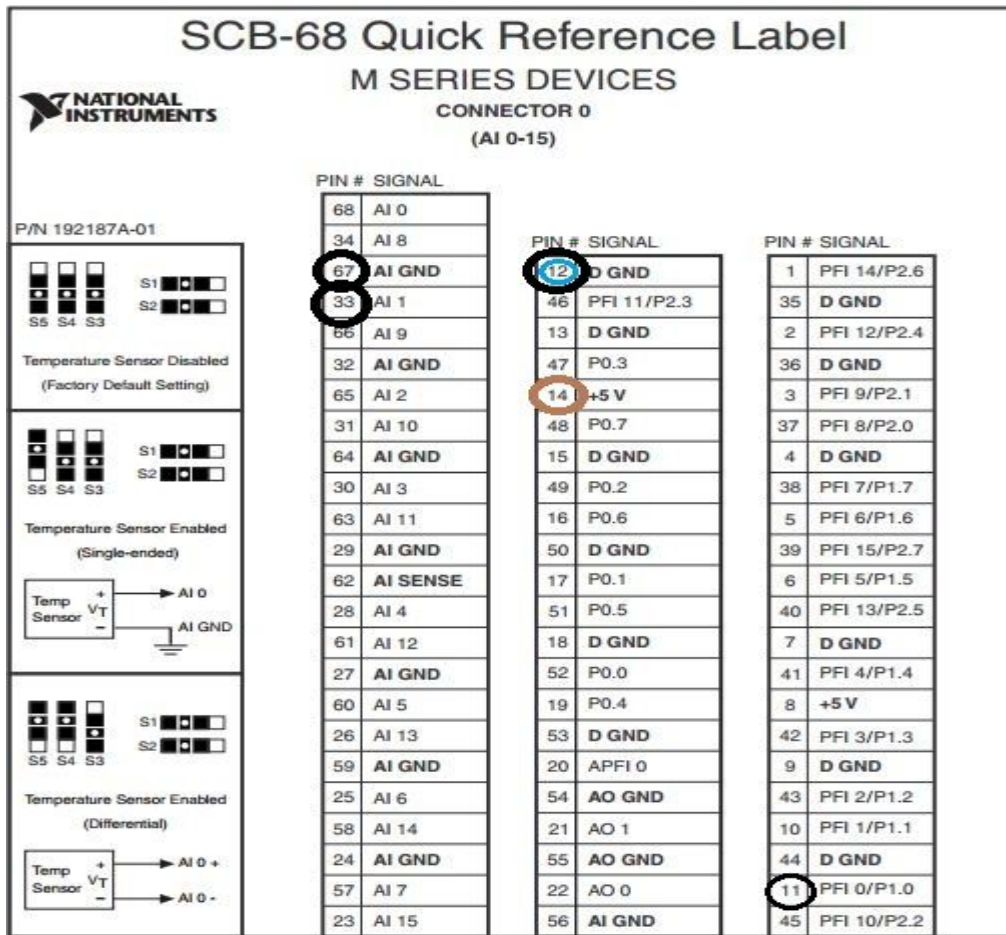 SCB-68 Quick Reference Label
M SERIES DEVICES
NATIONAL
INSTRUMENTS
CONNECTOR 0
(AI 0-15)
P/N 192187A-01
S5 S4 S3
S1
S2
Temperature Sensor Disabled
(Factory Default Setting)
S5 S4 S3
S1
S2
Temperature Sensor Enabled
(Single-ended)
Temp
Sensor
+
VT
–
AI 0
AI GND
S5 S4 S3
S1
S2
Temperature Sensor Enabled
(Differential)
Temp
Sensor
+
VT
–
AI 0 +
AI 0 -
PIN # SIGNAL
68 AI 0
34 AI 8
67 AI GND
33 AI 1
66 AI 9
32 AI GND
65 AI 2
31 AI 10
64 AI GND
30 AI 3
63 AI 11
29 AI GND
62 AI SENSE
28 AI 4
61 AI 12
27 AI GND
60 AI 5
26 AI 13
59 AI GND
25 AI 6
58 AI 14
24 AI GND
57 AI 7
23 AI 15
PIN # SIGNAL
12 D GND
46 PFI 11/P2.3
13 D GND
47 P0.3
14 +5 V
48 P0.7
15 D GND
49 P0.2
16 P0.6
50 D GND
17 P0.1
51 P0.5
18 D GND
52 P0.0
19 P0.4
53 D GND
20 APFI 0
54 AO GND
21 AO 1
55 AO GND
22 AO 0
56 AI GND
PIN # SIGNAL
1 PFI 14/P2.6
35 D GND
2 PFI 12/P2.4
36 D GND
3 PFI 9/P2.1
37 PFI 8/P2.0
4 D GND
38 PFI 7/P1.7
5 PFI 6/P1.6
39 PFI 15/P2.7
6 PFI 5/P1.5
40 PFI 13/P2.5
7 D GND
41 PFI 4/P1.4
8 +5 V
42 PFI 3/P1.3
9 D GND
43 PFI 2/P1.2
10 PFI 1/P1.1
44 D GND
11 PFI 0/P1.0
45 PFI 10/P2.2